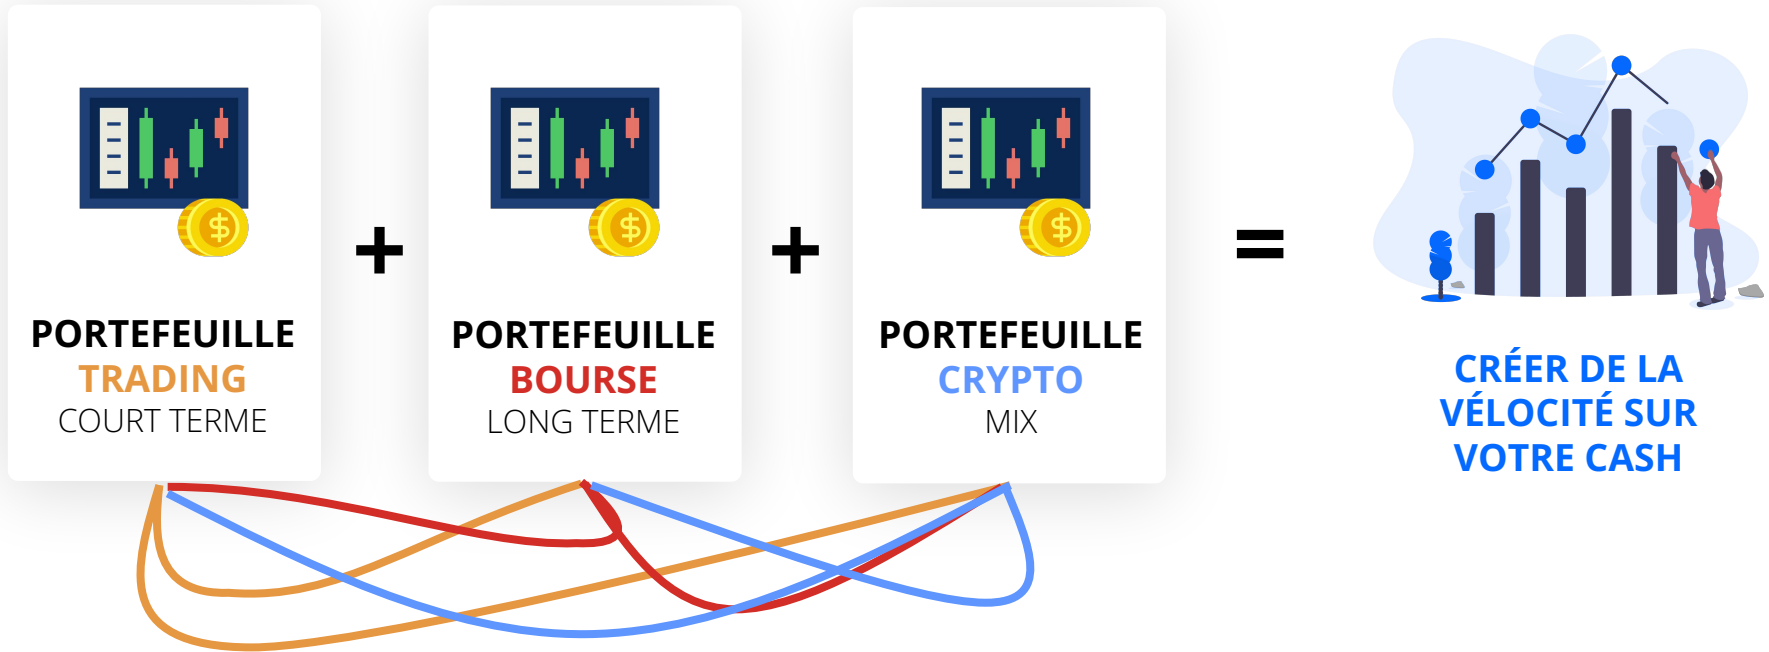 PORTEFEUILLE
TRADING
COURT TERME
+
PORTEFEUILLE
BOURSE
LONG TERME
+
PORTEFEUILLE
CRYPTO
MIX
=
CRÉER DE LA
VÉLOCITÉ SUR
VOTRE CASH